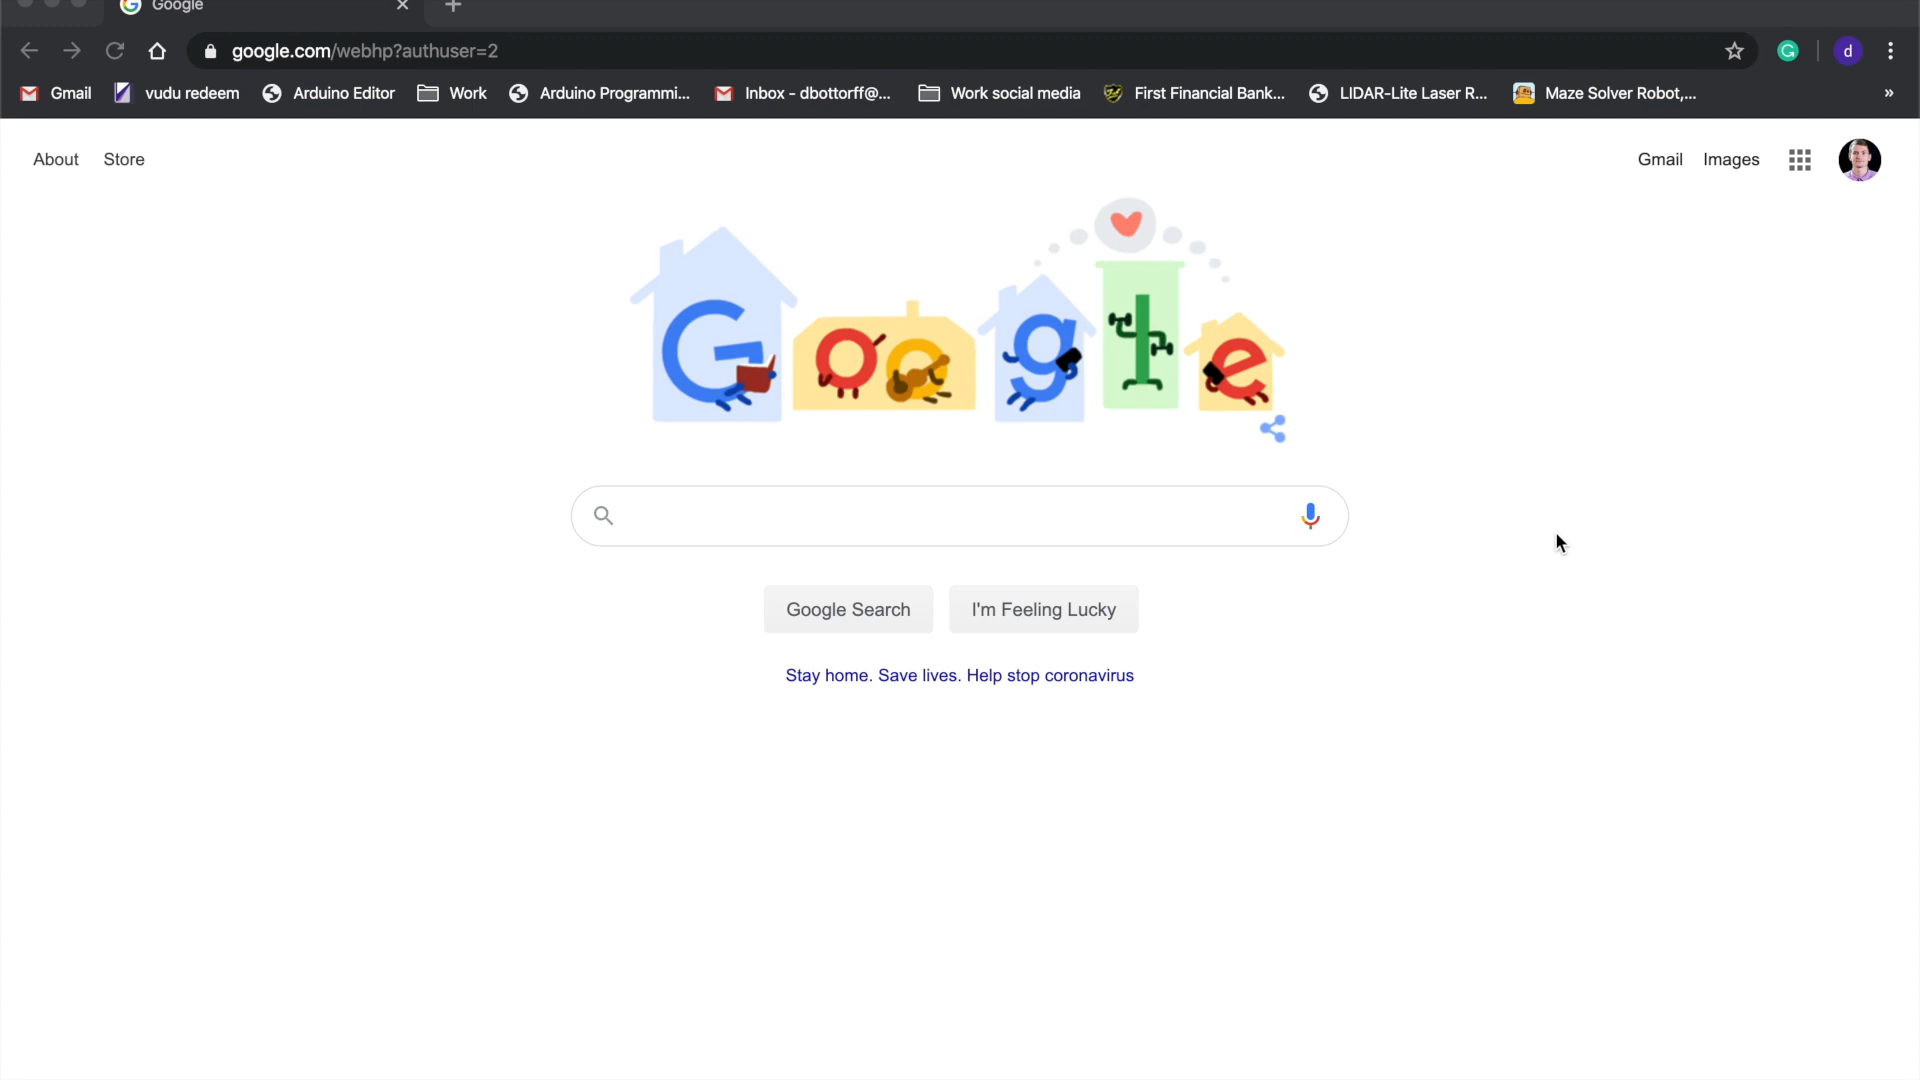 Google
google.com/webhp?authuser=2
d
Gmail vudu redeem Arduino Editor Work Arduino Programmi... Inbox - dbottorff@... Work social media First Financial Bank... LIDAR-Lite Laser R... Maze Solver Robot,... »
About Store Gmail Images
Google
Google Search I'm Feeling Lucky
Stay home. Save lives. Help stop coronavirus